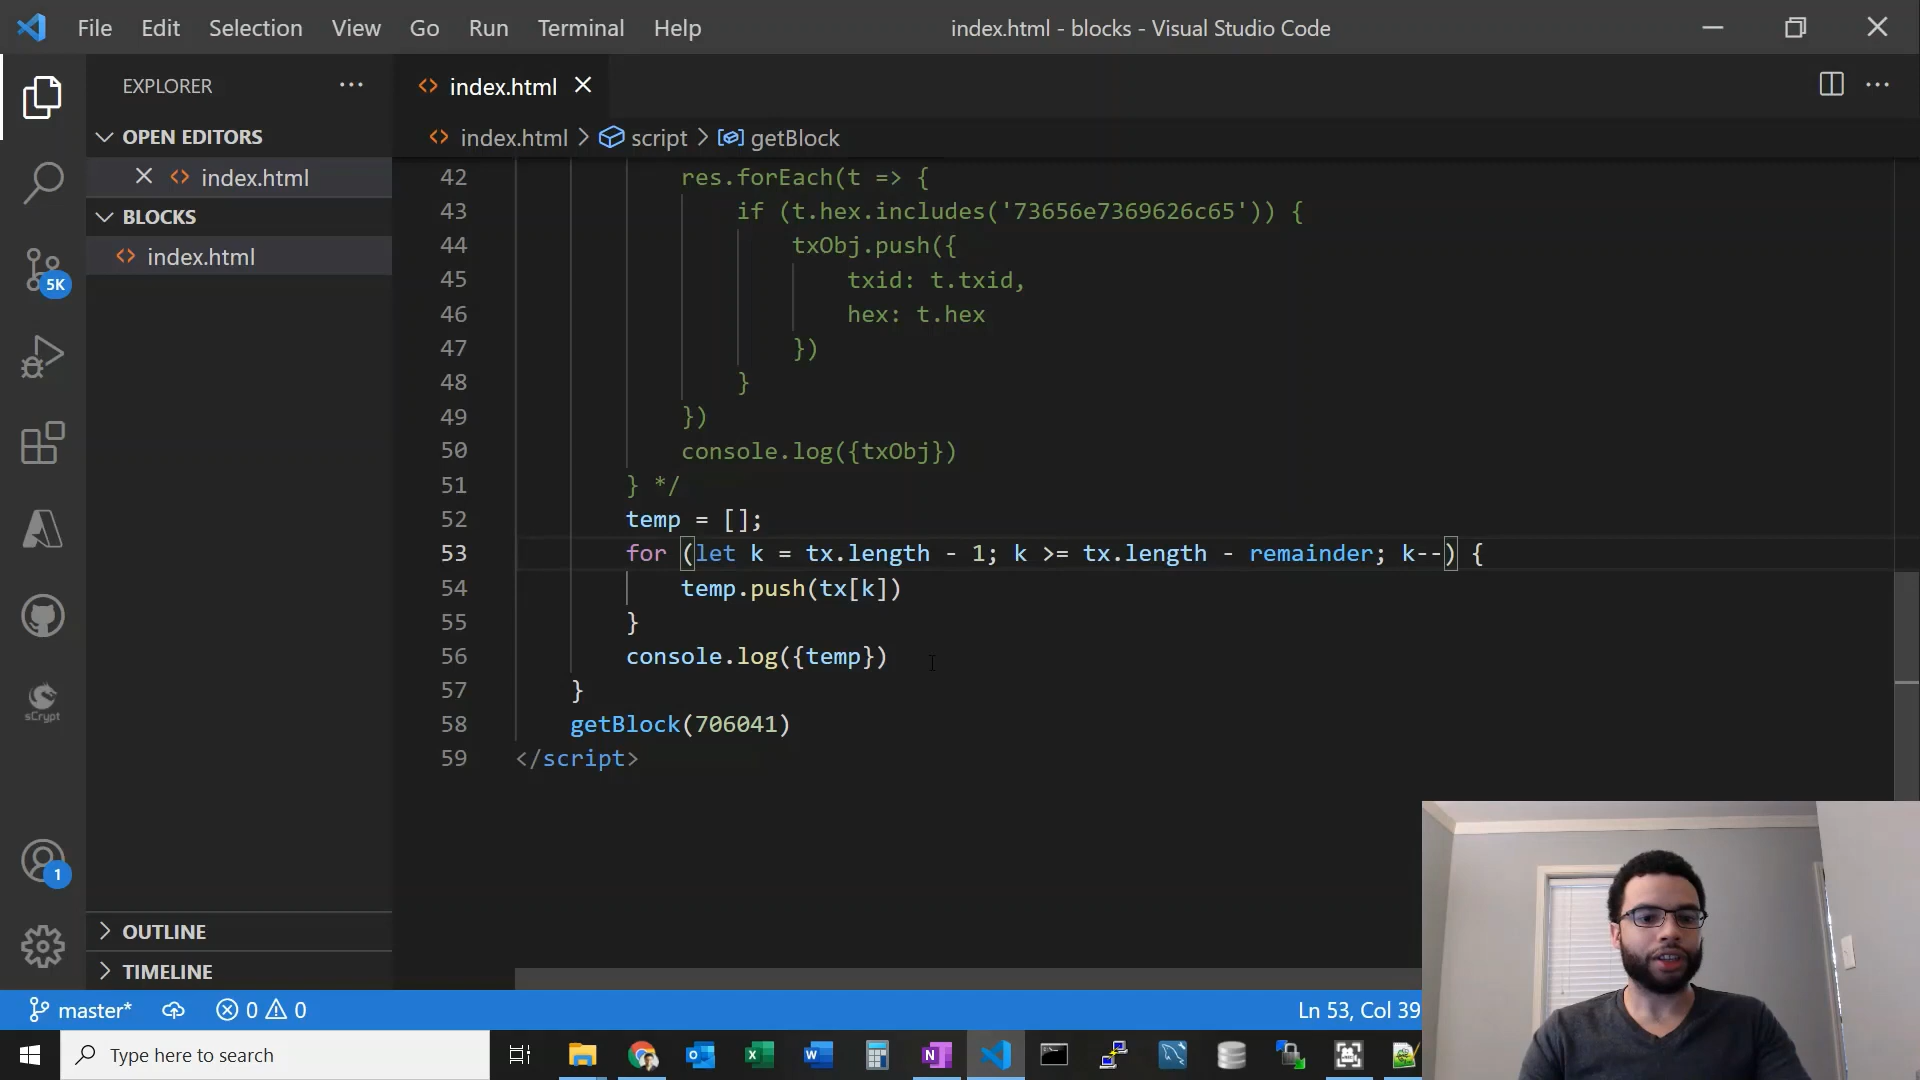 File Edit Selection View Go Run Terminal Help index.html - blocks - Visual Studio Code
EXPLORER
index.html
OPEN EDITORS
index.html > script > getBlock
index.html
BLOCKS
index.html
42 res.forEach(t => {
43 if (t.hex.includes('73656e7369626c65')) {
44 txObj.push({
45 txid: t.txid,
46 hex: t.hex
47 })
48 }
49 })
50 console.log({txObj})
51 } */
52 temp = [];
53 for (let k = tx.length - 1; k >= tx.length - remainder; k--) {
54 temp.push(tx[k])
55 }
56 console.log({temp})
57 }
58 getBlock(706041)
59 </script>
5K
sCrypt
1
OUTLINE
TIMELINE
master* 0 0 Ln 53, Col 39
Type here to search